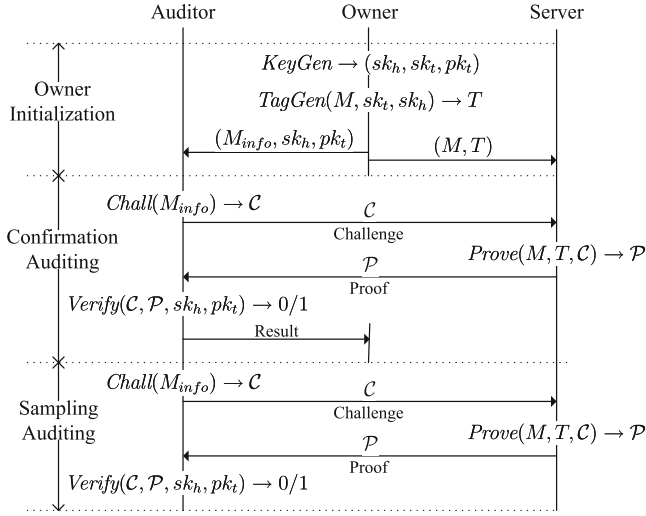 Auditor Owner Server
KeyGen → (sk_h, sk_t, pk_t)
Owner
Initialization
TagGen(M, sk_t, sk_h) → T
(M_info, sk_h, pk_t)
(M, T)
Chall(M_info) → 𝒞
𝒞
Challenge
Confirmation
Auditing
Prove(M, T, 𝒞) → 𝒫
𝒫
Proof
Verify(𝒞, 𝒫, sk_h, pk_t) → 0/1
Result
Chall(M_info) → 𝒞
𝒞
Challenge
Sampling
Auditing
Prove(M, T, 𝒞) → 𝒫
𝒫
Proof
Verify(𝒞, 𝒫, sk_h, pk_t) → 0/1